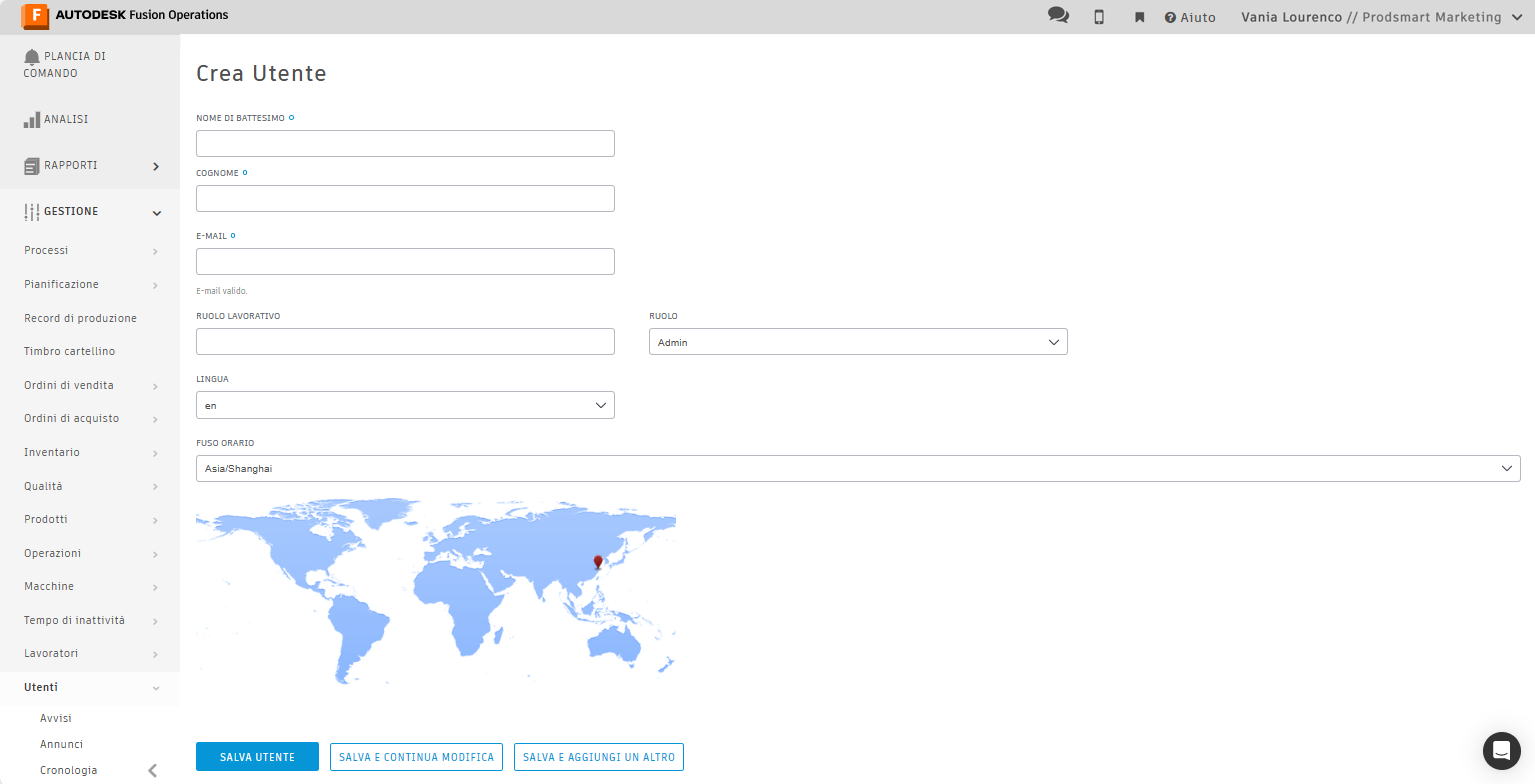 F AUTODESK Fusion Operations
Aiuto
Vania Lourenco // Prodsmart Marketing
PLANCIA DI
COMANDO
ANALISI
RAPPORTI
GESTIONE
Processi
Pianificazione
Record di produzione
Timbro cartellino
Ordini di vendita
Ordini di acquisto
Inventario
Qualità
Prodotti
Operazioni
Macchine
Tempo di inattività
Lavoratori
Utenti
Avvisi
Annunci
Cronologia
Crea Utente
NOME DI BATTESIMO
COGNOME
E-MAIL
E-mail valido.
RUOLO LAVORATIVO
RUOLO
Admin
LINGUA
en
FUSO ORARIO
Asia/Shanghai
SALVA UTENTE
SALVA E CONTINUA MODIFICA
SALVA E AGGIUNGI UN ALTRO